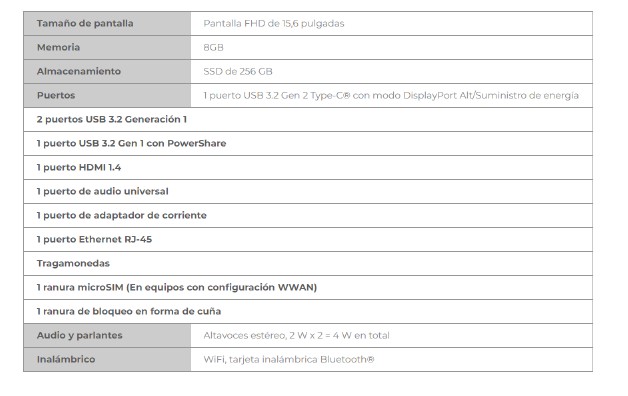 Tamaño de pantalla Pantalla FHD de 15,6 pulgadas
Memoria 8GB
Almacenamiento SSD de 256 GB
Puertos 1 puerto USB 3.2 Gen 2 Type-C® con modo DisplayPort Alt/Suministro de energía
2 puertos USB 3.2 Generación 1
1 puerto USB 3.2 Gen 1 con PowerShare
1 puerto HDMI 1.4
1 puerto de audio universal
1 puerto de adaptador de corriente
1 puerto Ethernet RJ-45
Tragamonedas
1 ranura microSIM (En equipos con configuración WWAN)
1 ranura de bloqueo en forma de cuña
Audio y parlantes Altavoces estéreo, 2 W x 2 = 4 W en total
Inalámbrico WiFi, tarjeta inalámbrica Bluetooth®